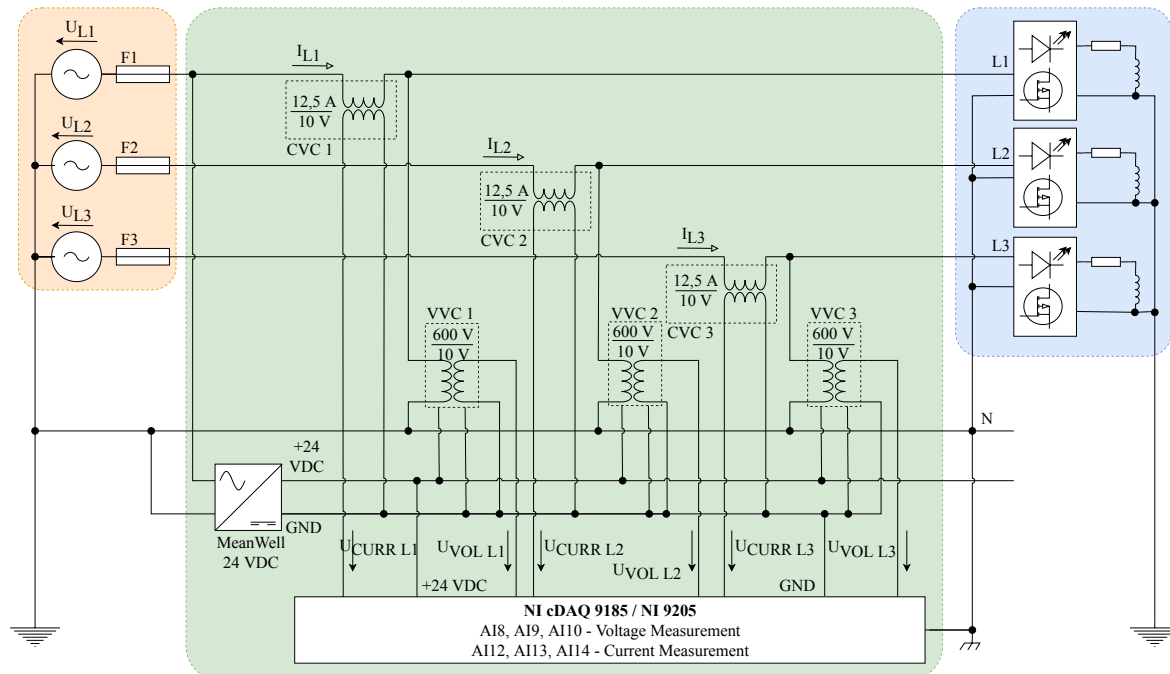 UL1
F1
UL2
F2
UL3
F3
IL1
12,5 A
10 V
CVC 1
IL2
12,5 A
10 V
CVC 2
IL3
12,5 A
10 V
CVC 3
L1
L2
L3
VVC 1
600 V
10 V
VVC 2
600 V
10 V
VVC 3
600 V
10 V
N
+24
VDC
GND
MeanWell
24 VDC
UCURR L1
UVOL L1
UCURR L2
UVOL L2
UCURR L3
UVOL L3
+24 VDC
GND
NI cDAQ 9185 / NI 9205
AI8, AI9, AI10 - Voltage Measurement
AI12, AI13, AI14 - Current Measurement